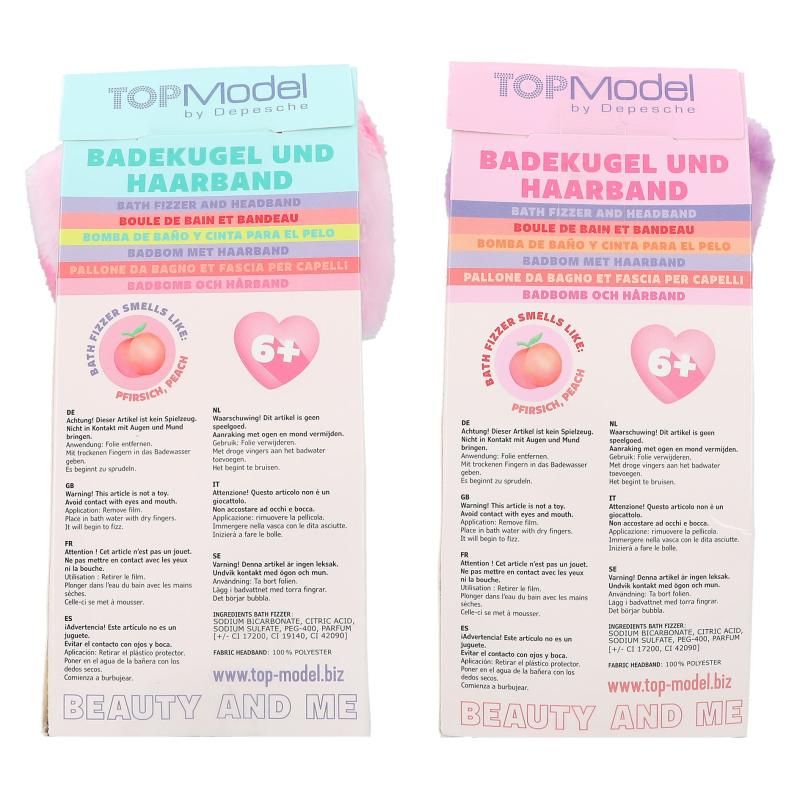 TOPModel
by Depesche
BADEKUGEL UND
HAARBAND
BATH FIZZER AND HEADBAND
BOULE DE BAIN ET BANDEAU
BOMBA DE BAÑO Y CINTA PARA EL PELO
BADBOM MET HAARBAND
PALLONE DA BAGNO ET FASCIA PER CAPELLI
BADBOMB OCH HÅRBAND
BATH FIZZER SMELLS LIKE:
PFIRSICH, PEACH
6+
DE
Achtung! Dieser Artikel ist kein Spielzeug.
Nicht in Kontakt mit Augen und Mund
bringen.
Anwendung: Folie entfernen.
Mit trockenen Fingern in das Badewasser
geben.
Es beginnt zu sprudeln.
GB
Warning! This article is not a toy.
Avoid contact with eyes and mouth.
Application: Remove film.
Place in bath water with dry fingers.
It will begin to fizz.
FR
Attention ! Cet article n'est pas un jouet.
Ne pas mettre en contact avec les yeux
ni la bouche.
Utilisation : Retirer le film.
Plonger dans l'eau du bain avec les mains
sèches.
Celle-ci se met à mousser.
ES
¡Advertencia! Este artículo no es un
juguete.
Evitar el contacto con ojos y boca.
Aplicación: Retirar el plástico protector.
Poner en el agua de la bañera con los
dedos secos.
Comienza a burbujear.
NL
Waarschuwing! Dit artikel is geen
speelgoed.
Aanraking met ogen en mond vermijden.
Gebruik: Folie verwijderen.
Met droge vingers aan het badwater
toevoegen.
Het begint te bruisen.
IT
Attenzione! Questo articolo non è un
giocattolo.
Non accostare ad occhi e bocca.
Applicazione: rimuovere la pellicola.
Immergere nella vasca con le dita asciutte.
Inizierà a fare le bolle.
SE
Varning! Denna artikel är ingen leksak.
Undvik kontakt med ögon och mun.
Användning: Ta bort folien.
Lägg i badvattnet med torra fingrar.
Det börjar bubbla.
INGREDIENTS BATH FIZZER:
SODIUM BICARBONATE, CITRIC ACID,
SODIUM SULFATE, PEG-400, PARFUM
[+/- CI 17200, CI 19140, CI 42090]
FABRIC HEADBAND: 100% POLYESTER
www.top-model.biz
BEAUTY AND ME
TOPModel
by Depesche
BADEKUGEL UND
HAARBAND
BATH FIZZER AND HEADBAND
BOULE DE BAIN ET BANDEAU
BOMBA DE BAÑO Y CINTA PARA EL PELO
BADBOM MET HAARBAND
PALLONE DA BAGNO ET FASCIA PER CAPELLI
BADBOMB OCH HÅRBAND
BATH FIZZER SMELLS LIKE:
PFIRSICH, PEACH
6+
DE
Achtung! Dieser Artikel ist kein Spielzeug.
Nicht in Kontakt mit Augen und Mund
bringen.
Anwendung: Folie entfernen.
Mit trockenen Fingern in das Badewasser
geben.
Es beginnt zu sprudeln.
GB
Warning! This article is not a toy.
Avoid contact with eyes and mouth.
Application: Remove film.
Place in bath water with dry fingers.
It will begin to fizz.
FR
Attention ! Cet article n'est pas un jouet.
Ne pas mettre en contact avec les yeux
ni la bouche.
Utilisation : Retirer le film.
Plonger dans l'eau du bain avec les mains
sèches.
Celle-ci se met à mousser.
ES
¡Advertencia! Este artículo no es un
juguete.
Evitar el contacto con ojos y boca.
Aplicación: Retirar el plástico protector.
Poner en el agua de la bañera con los
dedos secos.
Comienza a burbujear.
NL
Waarschuwing! Dit artikel is geen
speelgoed.
Aanraking met ogen en mond vermijden.
Gebruik: Folie verwijderen.
Met droge vingers aan het badwater
toevoegen.
Het begint te bruisen.
IT
Attenzione! Questo articolo non è un
giocattolo.
Non accostare ad occhi e bocca.
Applicazione: rimuovere la pellicola.
Immergere nella vasca con le dita asciutte.
Inizierà a fare le bolle.
SE
Varning! Denna artikel är ingen leksak.
Undvik kontakt med ögon och mun.
Användning: Ta bort folien.
Lägg i badvattnet med torra fingrar.
Det börjar bubbla.
INGREDIENTS BATH FIZZER:
SODIUM BICARBONATE, CITRIC ACID,
SODIUM SULFATE, PEG-400, PARFUM
[+/- CI 17200, CI 42090]
FABRIC HEADBAND: 100% POLYESTER
www.top-model.biz
BEAUTY AND ME